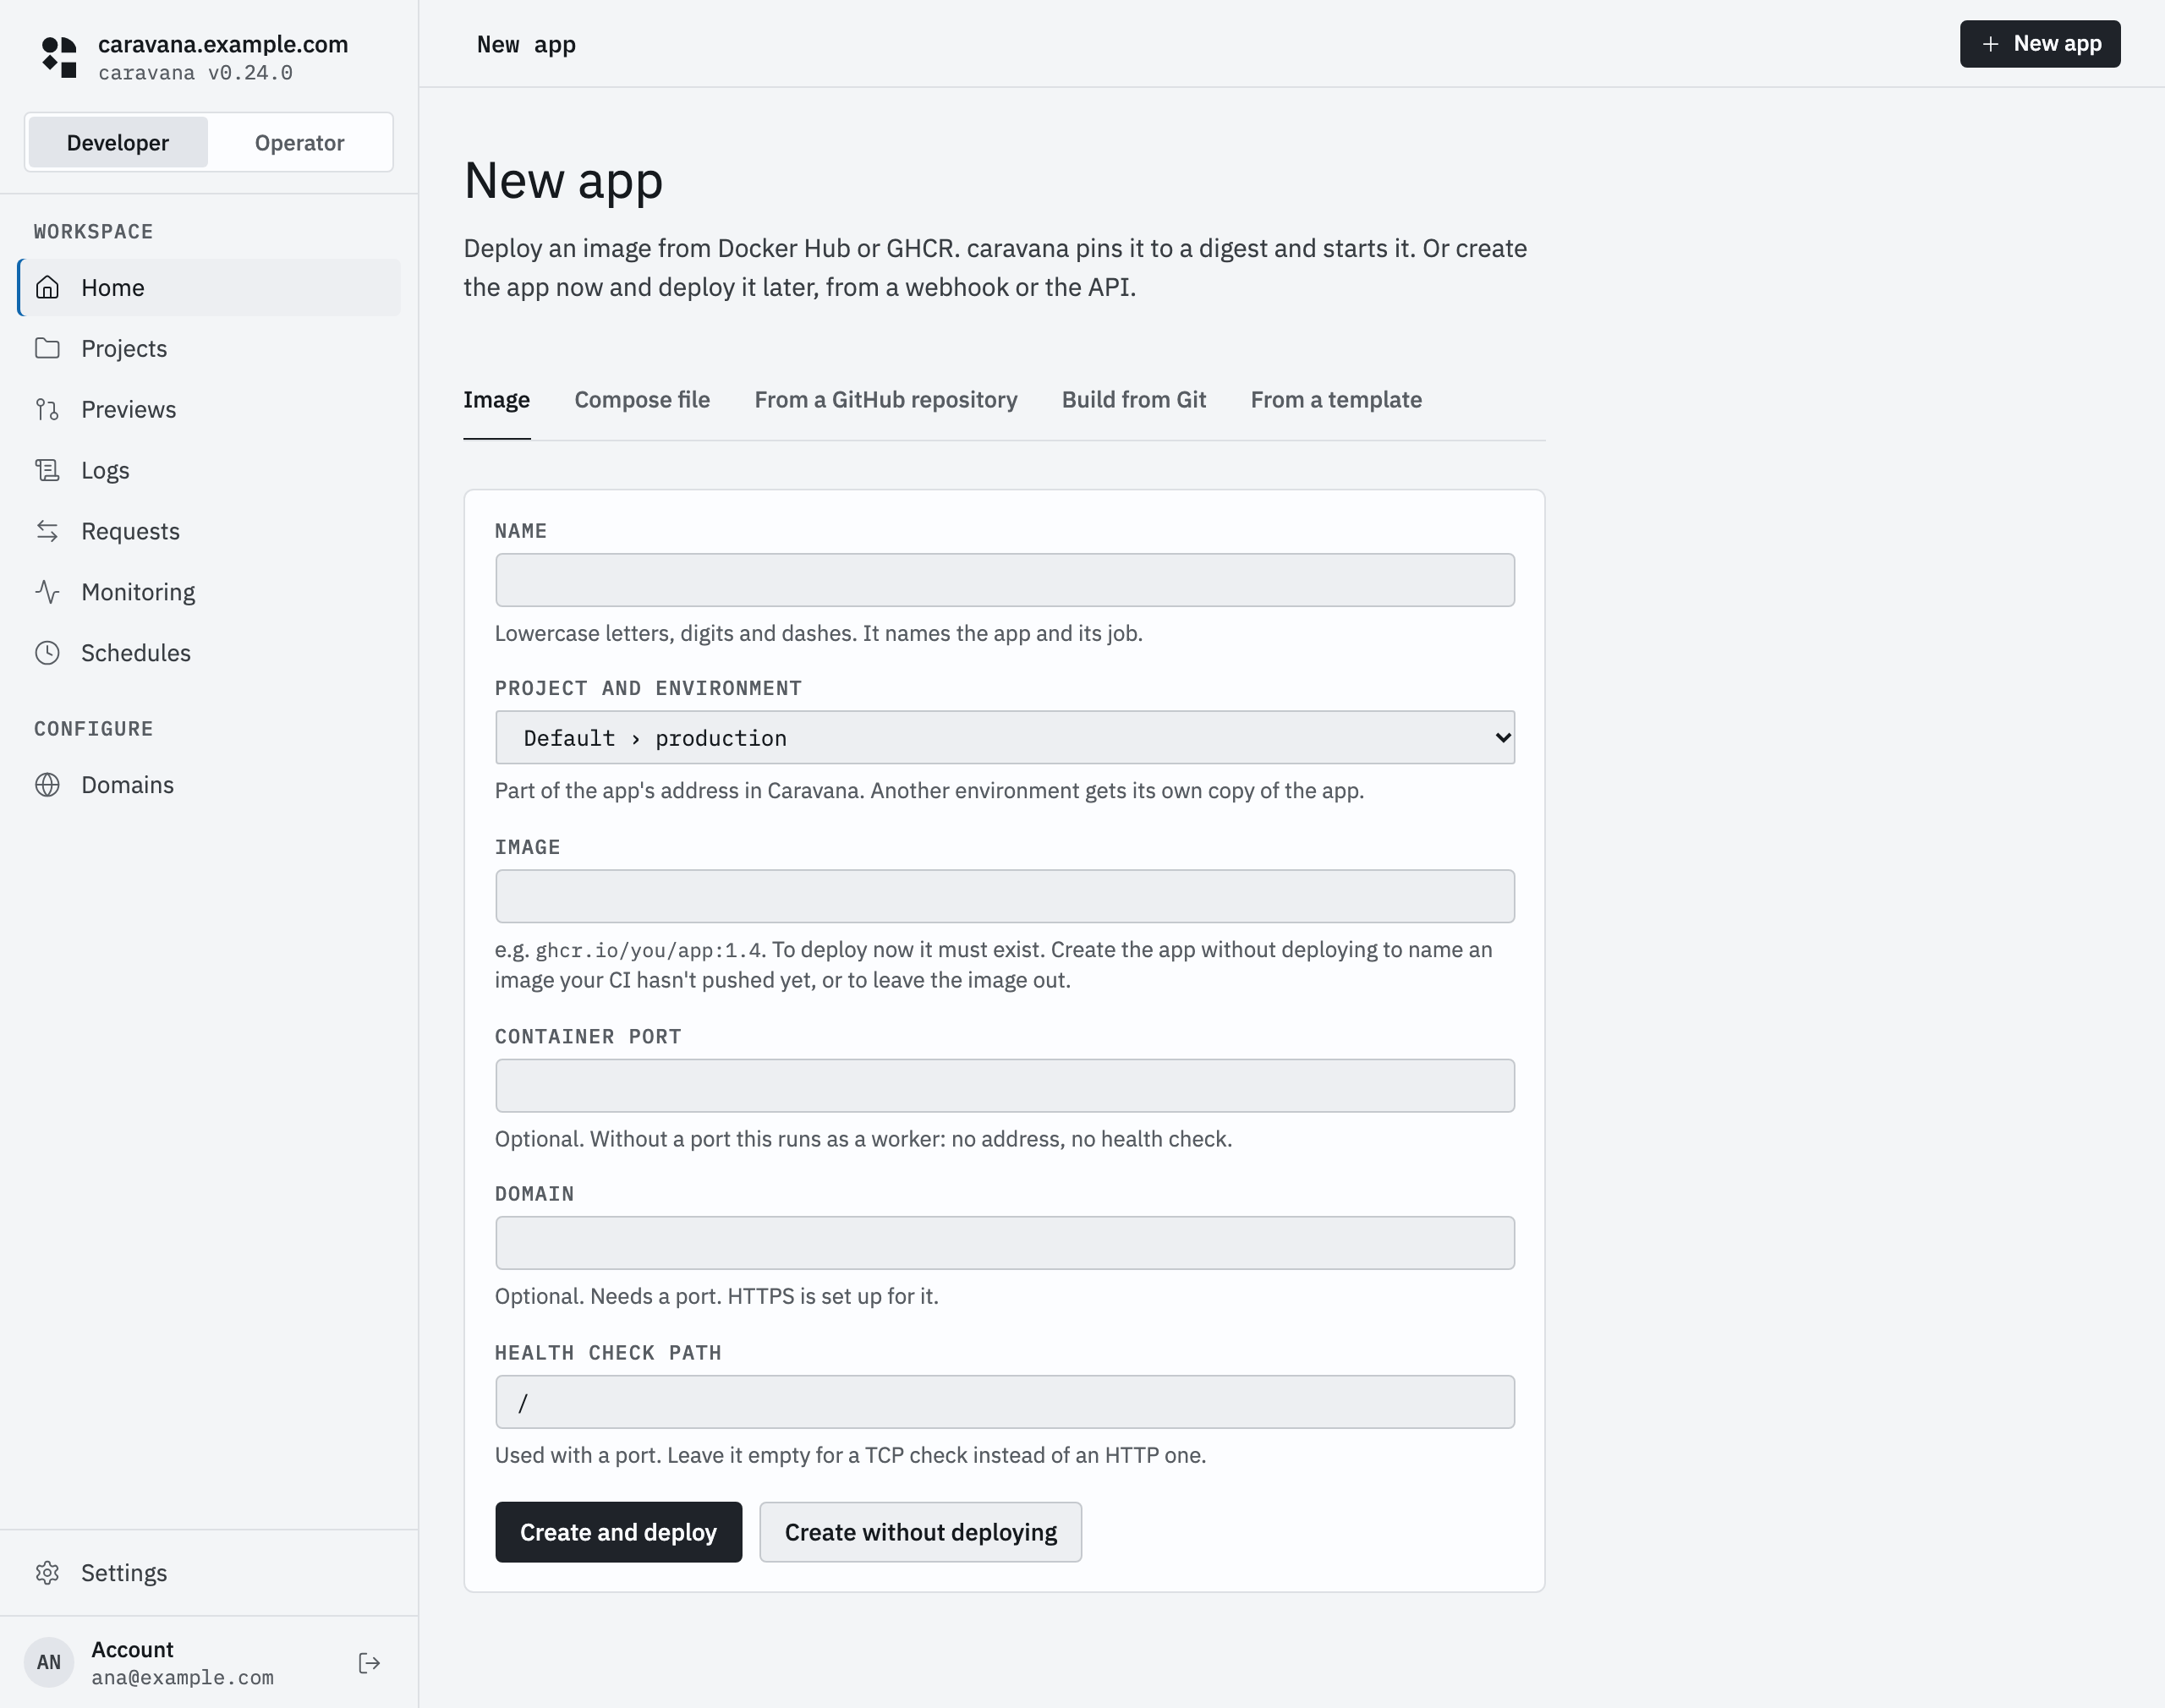 caravana.example.com
caravana v0.24.0
Developer
Operator
WORKSPACE
Home
Projects
Previews
Logs
Requests
Monitoring
Schedules
CONFIGURE
Domains
Settings
AN
Account
ana@example.com
New app
+ New app
New app
Deploy an image from Docker Hub or GHCR. caravana pins it to a digest and starts it. Or create
the app now and deploy it later, from a webhook or the API.
Image
Compose file
From a GitHub repository
Build from Git
From a template
NAME
Lowercase letters, digits and dashes. It names the app and its job.
PROJECT AND ENVIRONMENT
Default › production
Part of the app's address in Caravana. Another environment gets its own copy of the app.
IMAGE
e.g. ghcr.io/you/app:1.4. To deploy now it must exist. Create the app without deploying to name an
image your CI hasn't pushed yet, or to leave the image out.
CONTAINER PORT
Optional. Without a port this runs as a worker: no address, no health check.
DOMAIN
Optional. Needs a port. HTTPS is set up for it.
HEALTH CHECK PATH
/
Used with a port. Leave it empty for a TCP check instead of an HTTP one.
Create and deploy
Create without deploying